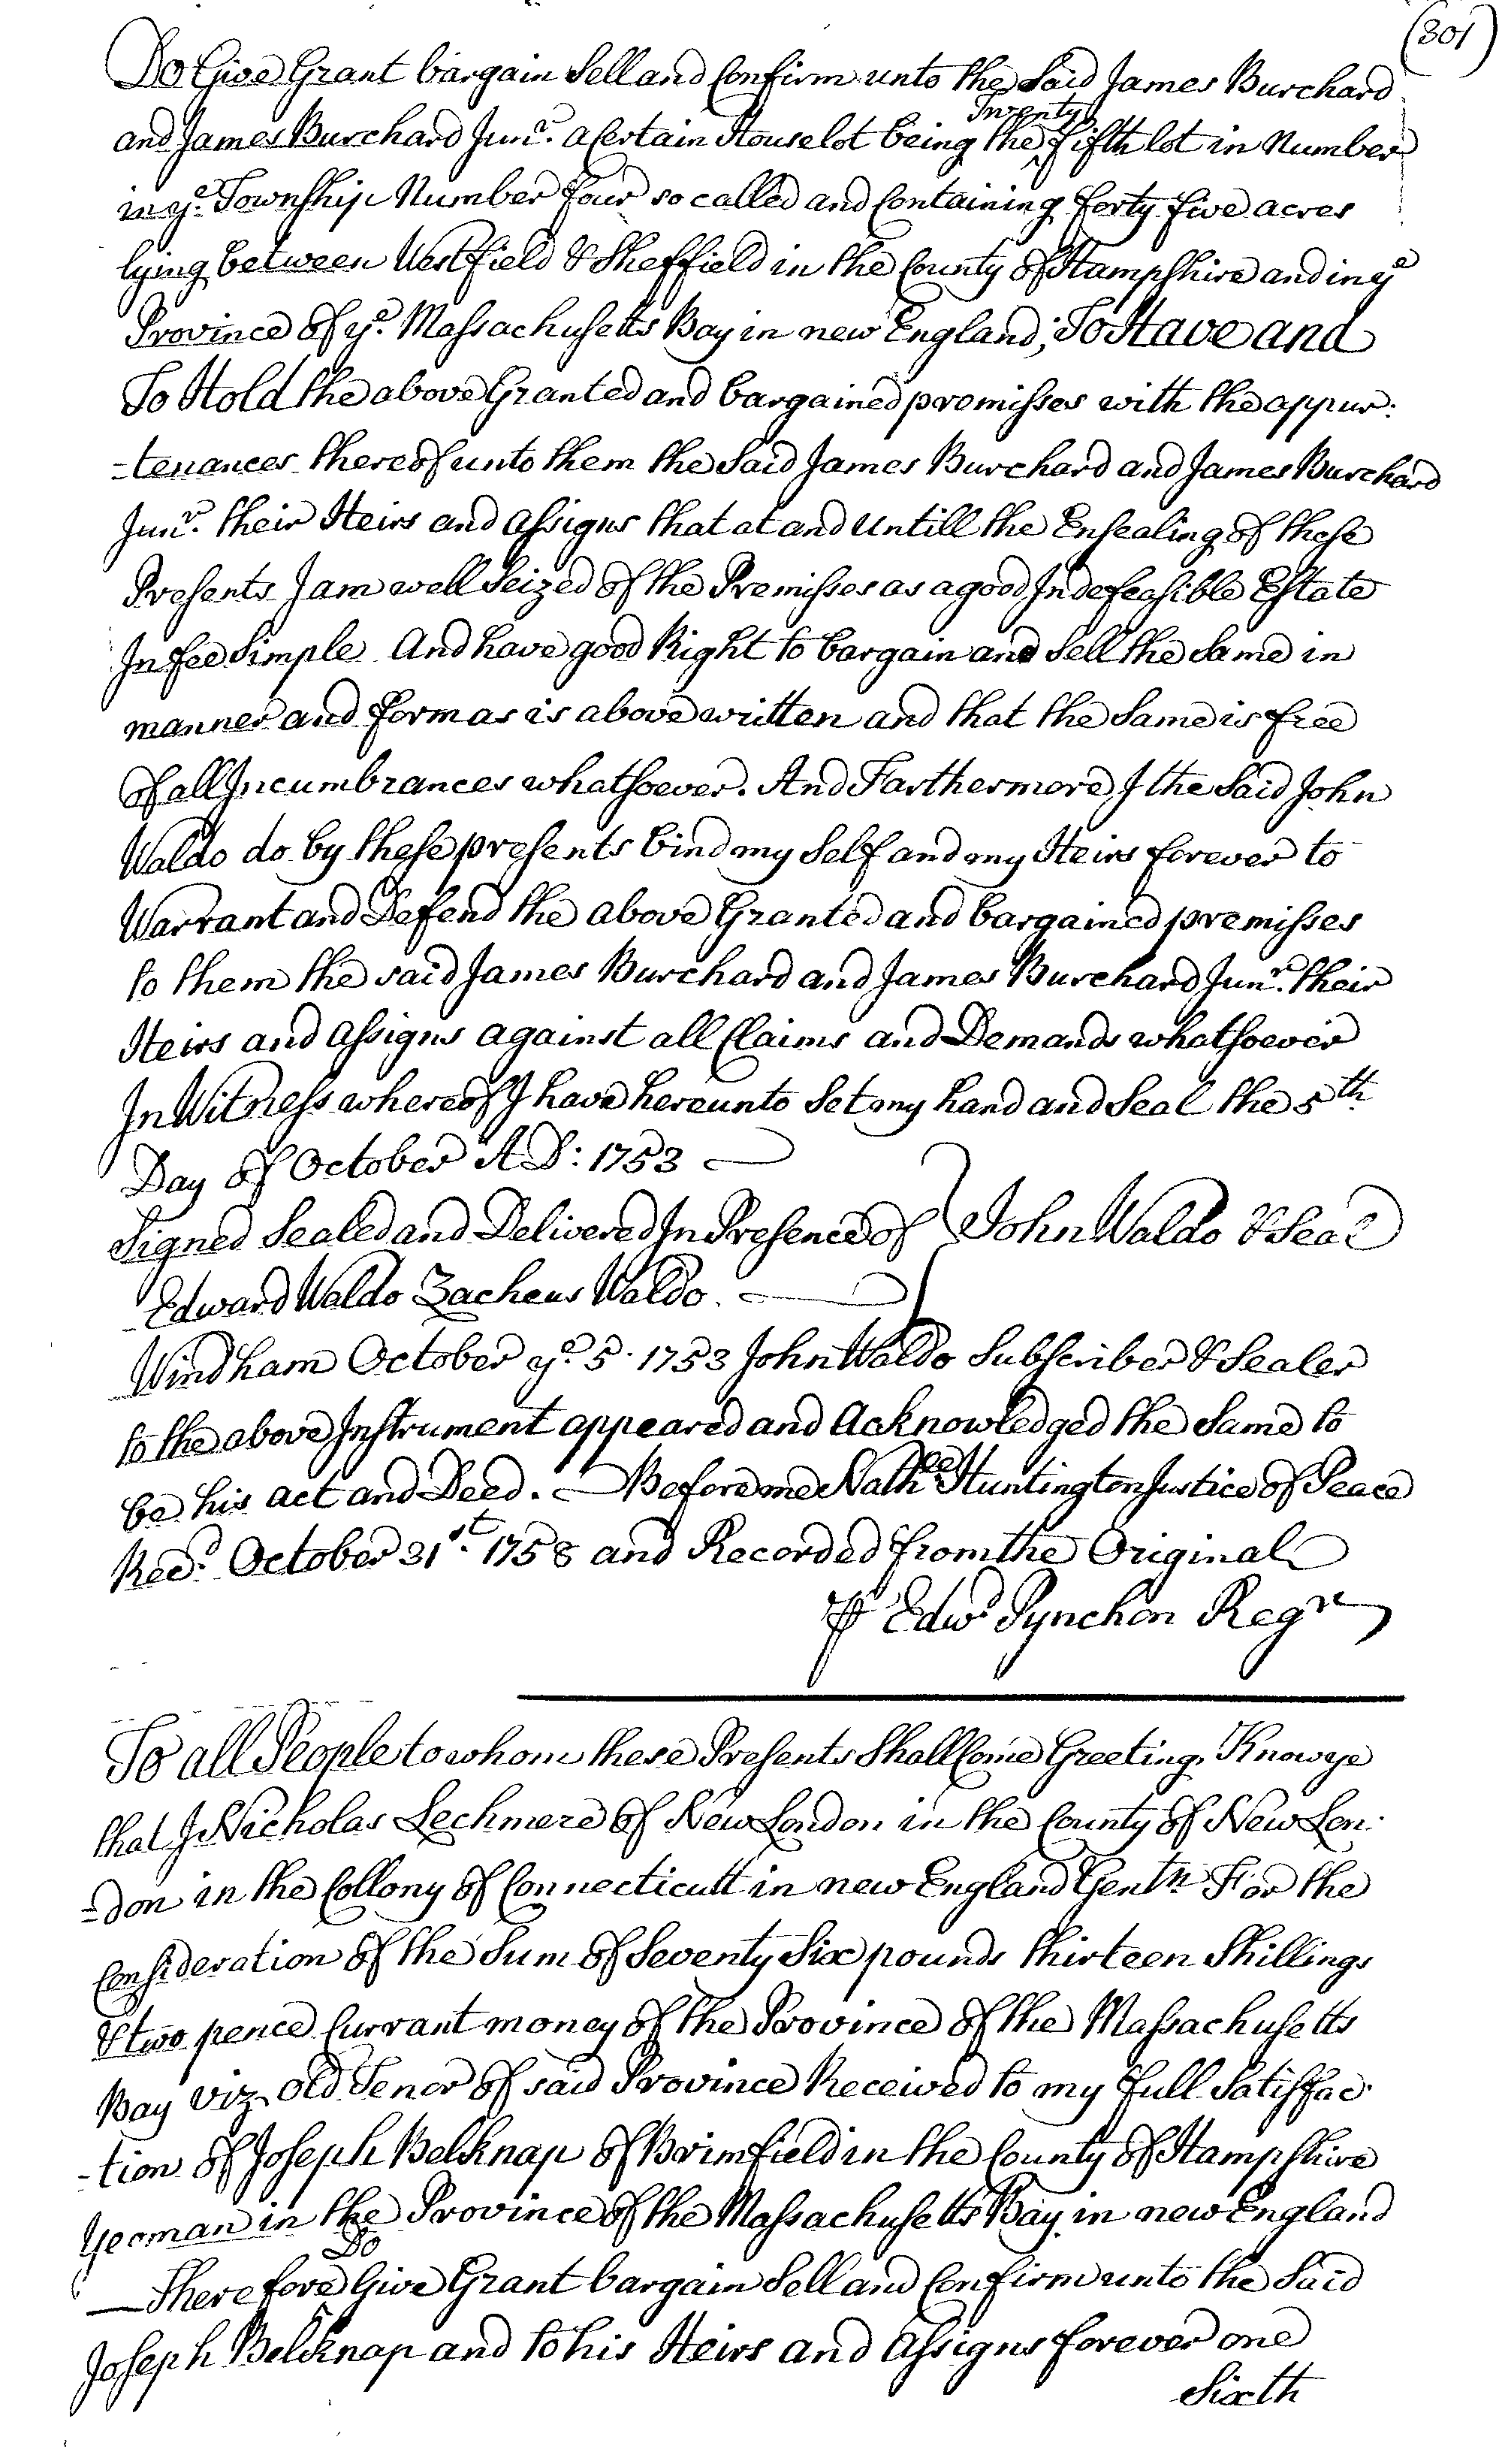 (301)
Do Give Grant bargain Sell and Confirm unto the Said James Burchard
and James Burchard Junr. a Certain House lot being the ^Twenty fifth lot in Number
in ye. Township Number four so called and Containing forty five acres
lying between Westfield & Sheffield in the County of Hampshire and in ye
Province of ye. Massachusetts Bay in new England; To Have and
To Hold the above Granted and bargained premisses with the appur:
-tenances thereof unto them the Said James Burchard and James Burchard
Junr. their Heirs and assigns that at and untill the Ensealing of these
Presents I am well Seized of the Premisses as a good Indefeasible Estate
In fee Simple And have good Right to bargain and Sell the Same in
manner and form as is above written and that the Same is free
of all Incumbrances whatsoever. And Farthermore I the Said John
Waldo do by these presents bind my Self and my Heirs forever to
Warrant and Defend the above Granted and bargained premisses
to them the said James Burchard and James Burchard Junr. their
Heirs and assigns against all Claims and Demands whatsoever
In Witness whereof I have hereunto Set my hand and Seal the 5th
Day of October A D: 1753
Signed Sealed and Delivered In Presence of } John Waldo & Seal
Edward Waldo Zacheus Waldo.
Windham October ye. 5. 1753 John Waldo Subscriber & Sealer
to the above Instrument appeared and Acknowledged the Same to
be his act and Deed. — Before me Nathll Huntington Justice of Peace
Recd. October 31st. 1758 and Recorded from the Original
⅌ Edwd Pynchon Regr
To all People to whom these Presents Shall Come Greeting, Know ye
that I Nicholas Lechmere of New London in the County of New Lon:
=don in the Collony of Connecticutt in new England Gentn For the
Consideration of the Sum of Seventy Six pounds thirteen Shillings
& two pence Currant money of the Province of the Massachusetts
Bay viz. Old Tenor of said Province Received to my full Satisfac-
-tion of Joseph Belknap of Brimfield in the County of Hampshire
Yeoman in the Province of the Massachusetts Bay in new England
—Therefore ^Do Give Grant bargain Sell and Confirm unto the Said
Joseph Belknap and to his Heirs and Assigns forever one
Sixth